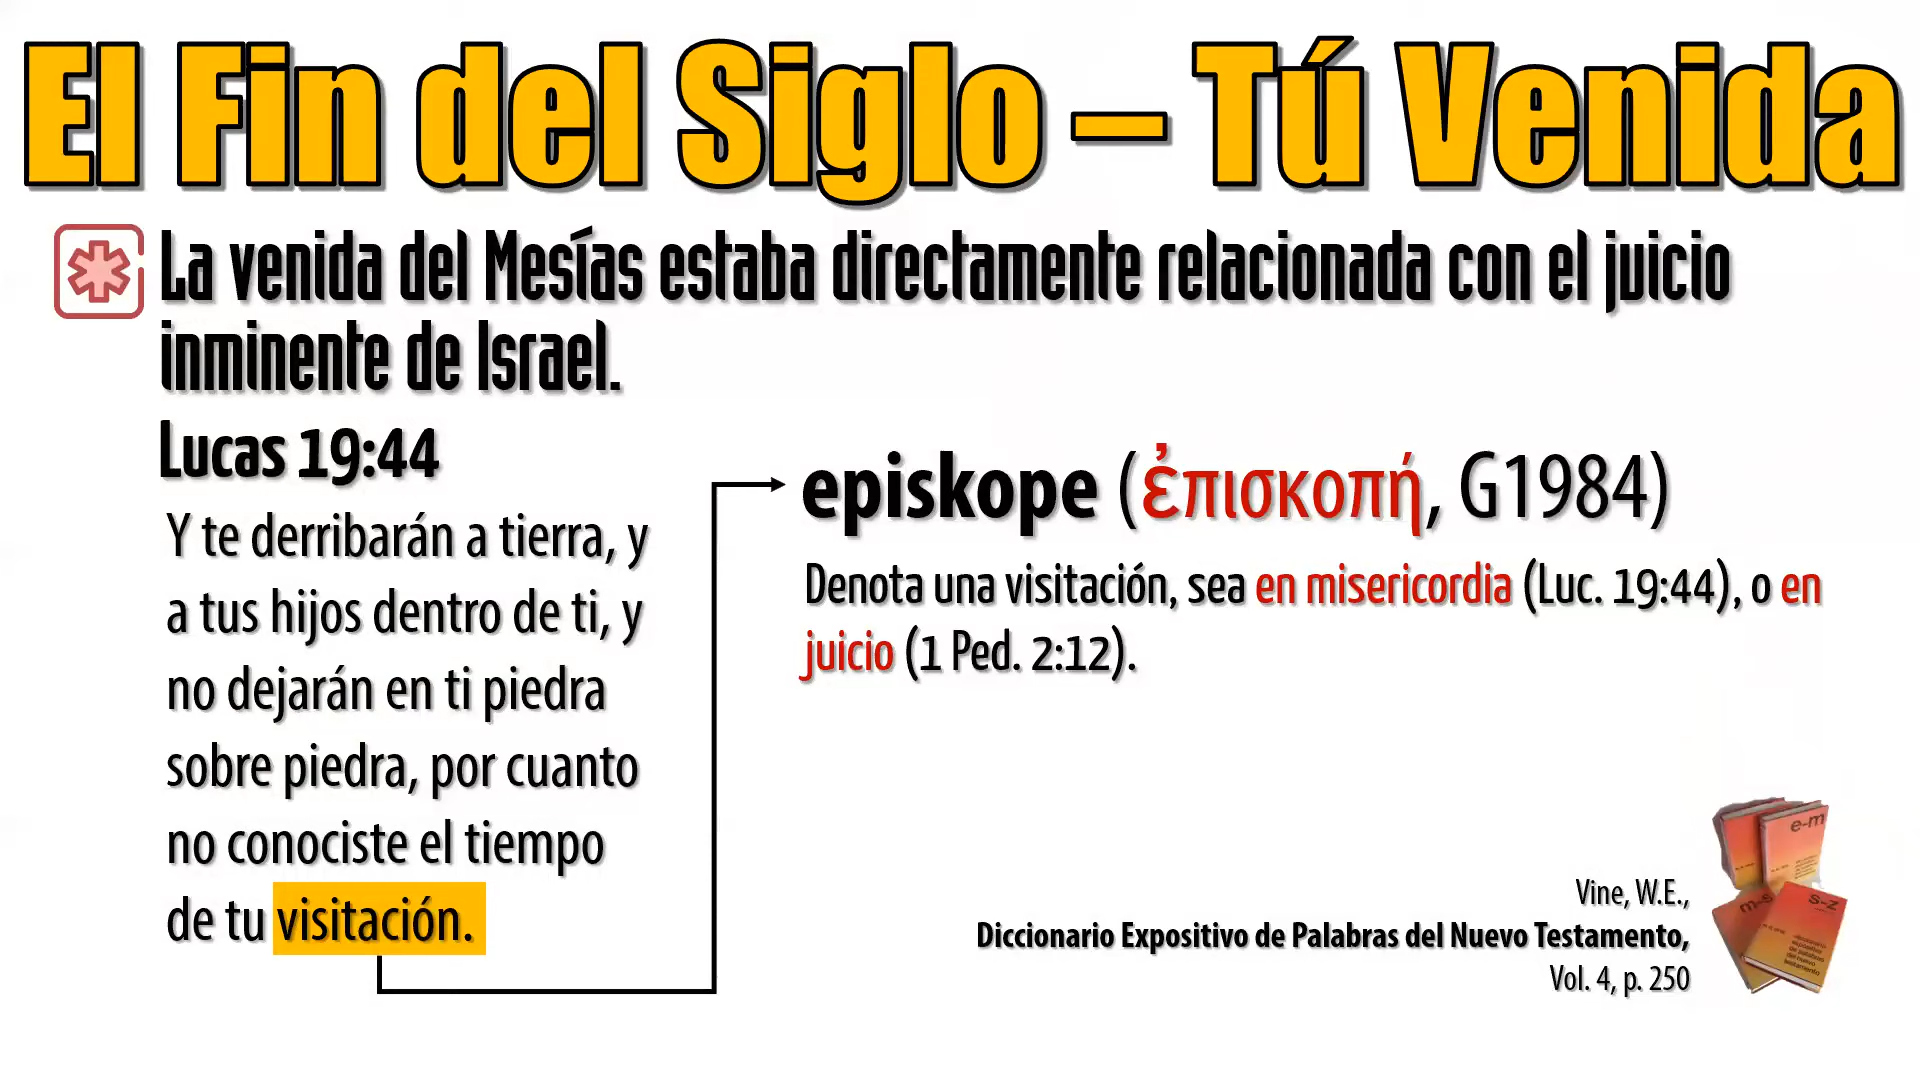 El Fin del Siglo – Tú Venida
La venida del Mesías estaba directamente relacionada con el juicio
inminente de Israel.
Lucas 19:44
Y te derribarán a tierra, y
a tus hijos dentro de ti, y
no dejarán en ti piedra
sobre piedra, por cuanto
no conociste el tiempo
de tu visitación.
episkope (ἐπισκοπή, G1984)
Denota una visitación, sea en misericordia (Luc. 19:44), o en
juicio (1 Ped. 2:12).
Vine, W.E.,
Diccionario Expositivo de Palabras del Nuevo Testamento,
Vol. 4, p. 250
e-m
m-s
s-z